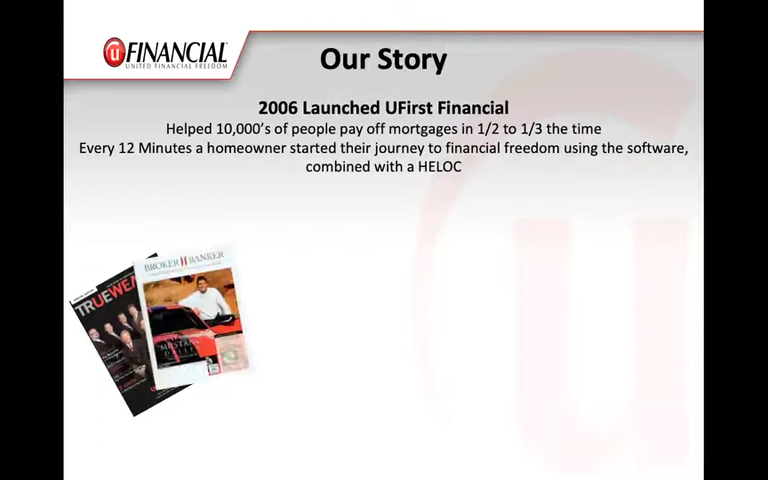 uFINANCIAL
UNITED FINANCIAL FREEDOM
Our Story
2006 Launched UFirst Financial
Helped 10,000's of people pay off mortgages in 1/2 to 1/3 the time
Every 12 Minutes a homeowner started their journey to financial freedom using the software,
combined with a HELOC
BROKER BANKER